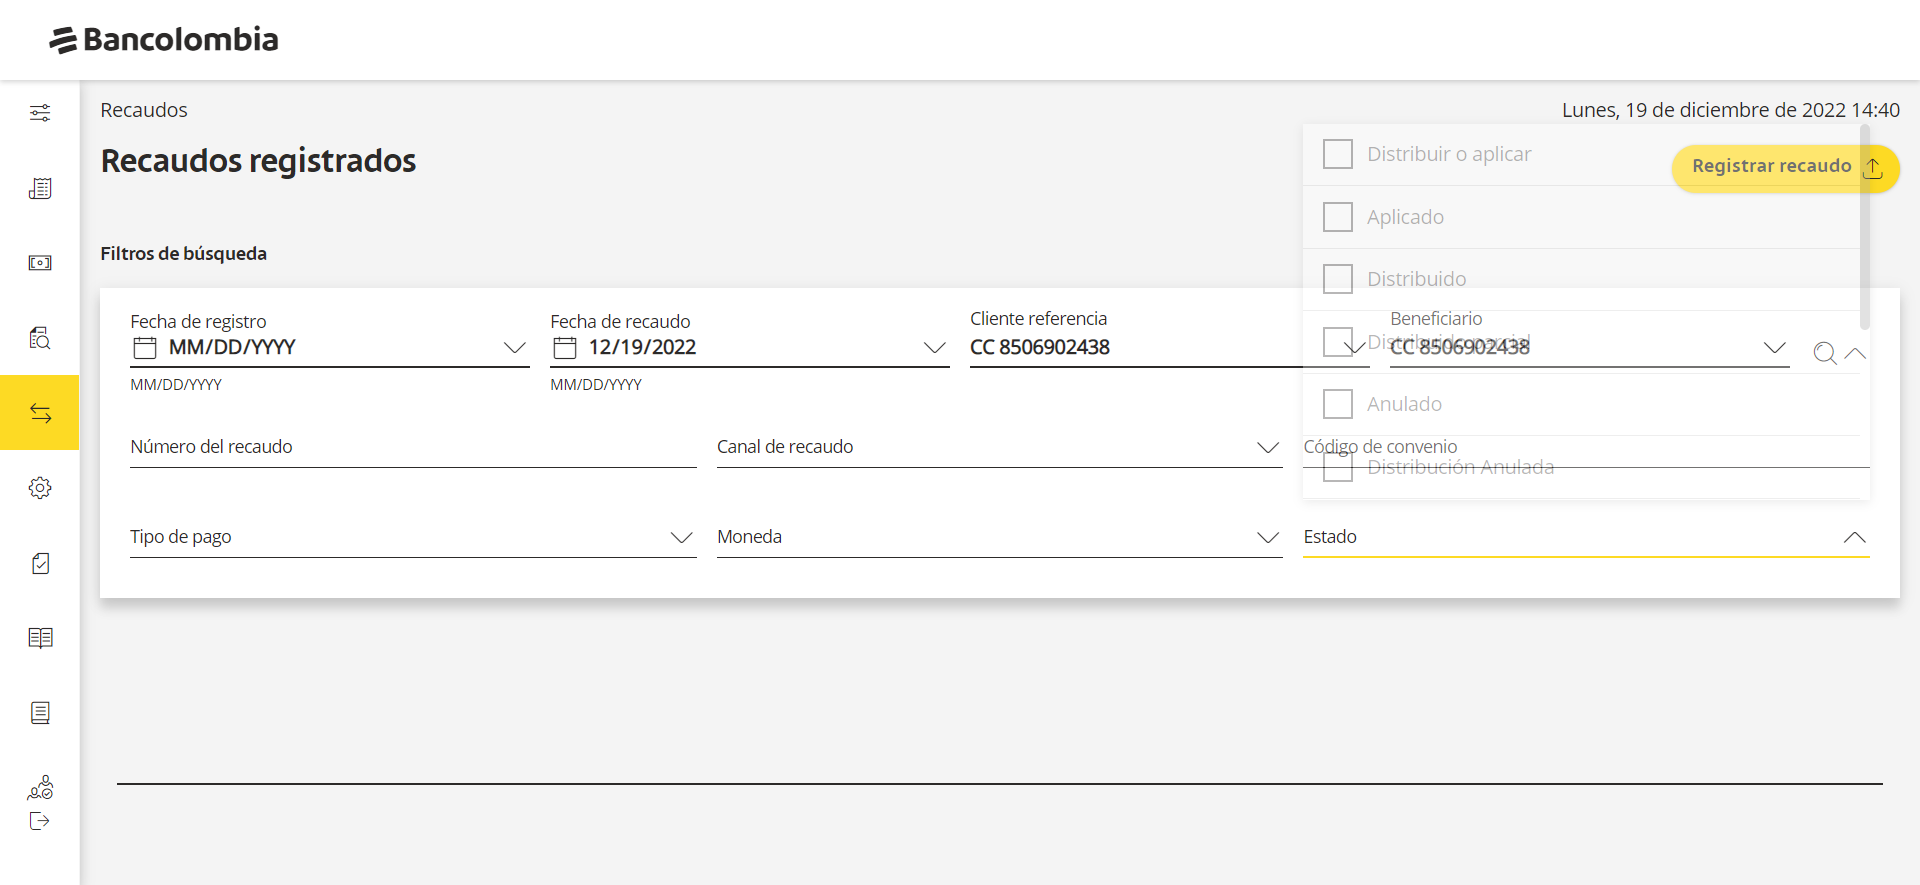 Bancolombia
Recaudos
Lunes, 19 de diciembre de 2022 14:40
Recaudos registrados
Registrar recaudo
Distribuir o aplicar
Aplicado
Distribuido
Distribuido parcial
Anulado
Distribución Anulada
Filtros de búsqueda
Fecha de registro
MM/DD/YYYY
MM/DD/YYYY
Fecha de recaudo
12/19/2022
MM/DD/YYYY
Cliente referencia
CC 8506902438
Beneficiario
CC 8506902438
Número del recaudo
Canal de recaudo
Código de convenio
Tipo de pago
Moneda
Estado